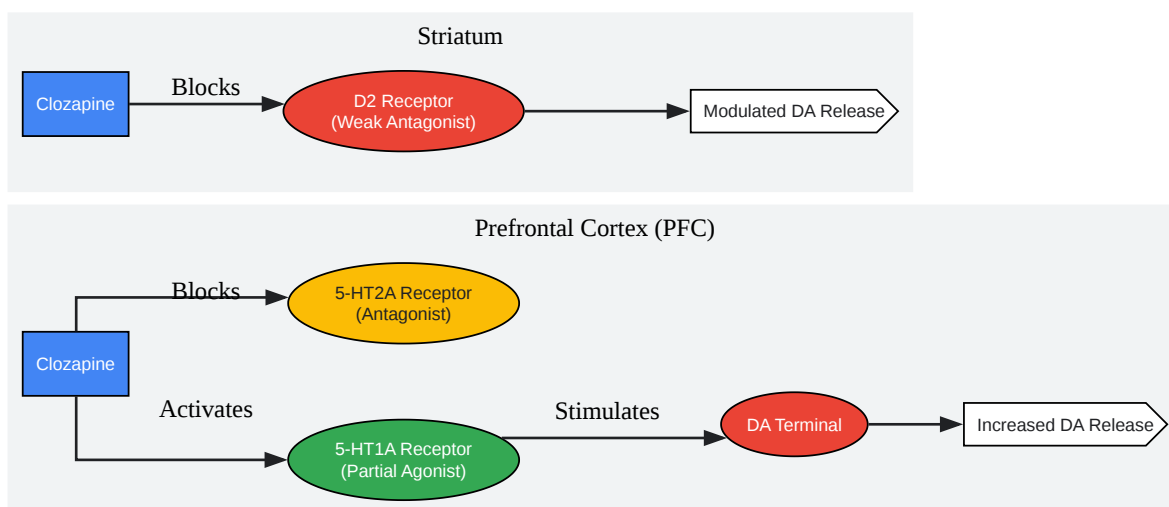 Striatum
Clozapine
Blocks
D2 Receptor
(Weak Antagonist)
Modulated DA Release
Prefrontal Cortex (PFC)
Blocks
5-HT2A Receptor
(Antagonist)
Clozapine
Activates
5-HT1A Receptor
(Partial Agonist)
Stimulates
DA Terminal
Increased DA Release